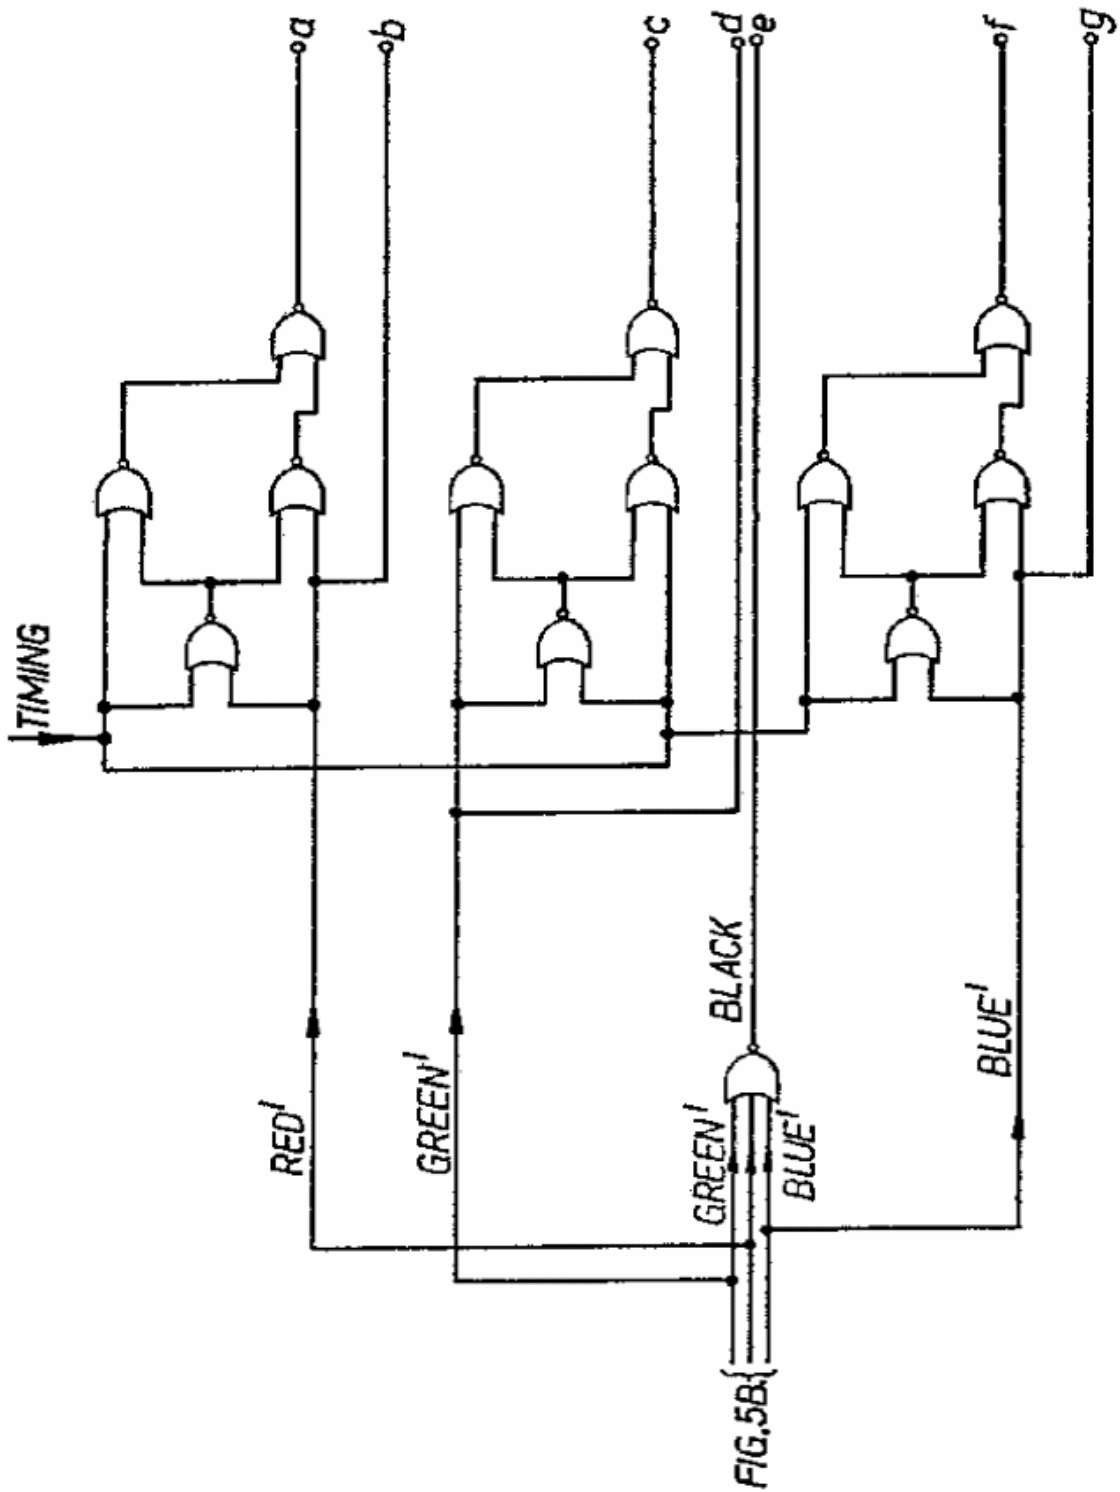 a
b
c
d
e
f
g
TIMING
RED'
GREEN'
GREEN'
BLUE'
BLACK
BLUE'
FIG.5B